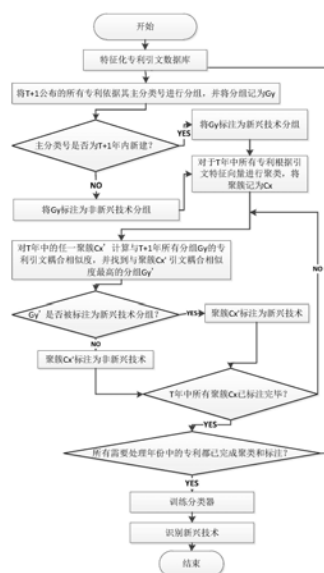 开始
特征化专利引文数据库
将T+1公布的所有专利依据其主分类号进行分组，并将分组记为Gy
主分类号是否为T+1年内新建？
YES
将Gy标注为新兴技术分组
NO
将Gy标注为非新兴技术分组
对于T年中所有专利根据引
文特征向量进行聚类，将
聚簇记为Cx
对T年中的任一聚簇Cx’计算与T+1年所有分组Gy的专
利引文耦合相似度，并找到与聚簇Cx’引文耦合相似
度最高的分组Gy’
NO
Gy’是否被标注为新兴技术分组？
YES
聚簇Cx’标注为新兴技术
NO
聚簇Cx’标注为非新兴技术
T年中所有聚簇Cx已标注完毕？
YES
所有需要处理年份中的专利都已完成聚类和标注？
YES
训练分类器
识别新兴技术
结束